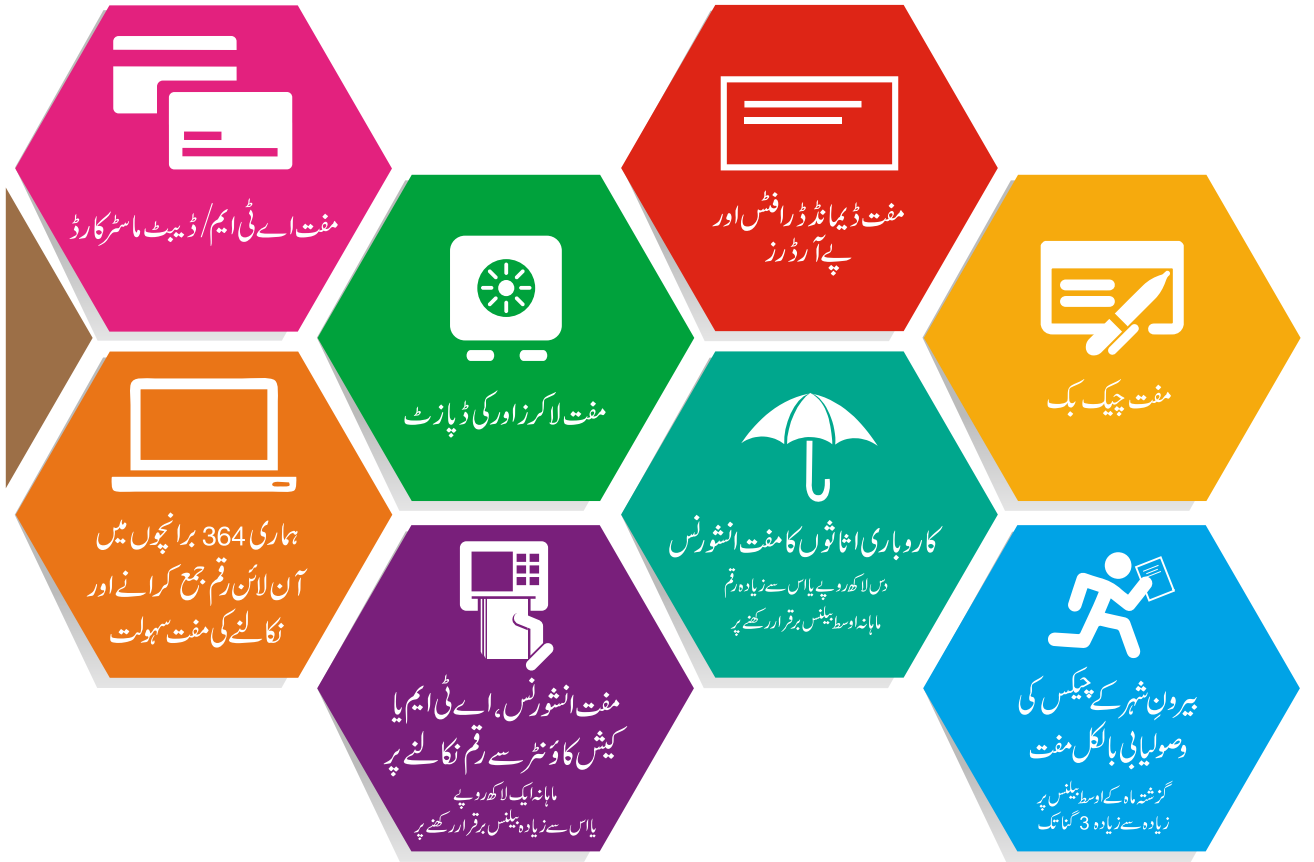 مفت اے ٹی ایم/ ڈیبٹ ماسٹر کارڈ
مفت ڈیمانڈ ڈرافٹس اور
پے آرڈرز
مفت لاکرز اور کی ڈپازٹ
مفت چیک بک
ہماری 364 برانچوں میں
آن لائن رقم جمع کرانے اور
نکالنے کی مفت سہولت
کاروباری اثاثوں کا مفت انشورنس
دس لاکھ روپے یا اس سے زیادہ رقم
ماہانہ اوسط بیلنس برقرار رکھنے پر
مفت انشورنس، اے ٹی ایم یا
کیش کاؤنٹر سے رقم نکالنے پر
ماہانہ ایک لاکھ روپے
یا اس سے زیادہ بیلنس برقرار رکھنے پر
بیرونِ شہر کے چیکس کی
وصولیابی بالکل مفت
گزشتہ ماہ کے اوسط بیلنس پر
زیادہ سے زیادہ 3 گنا تک